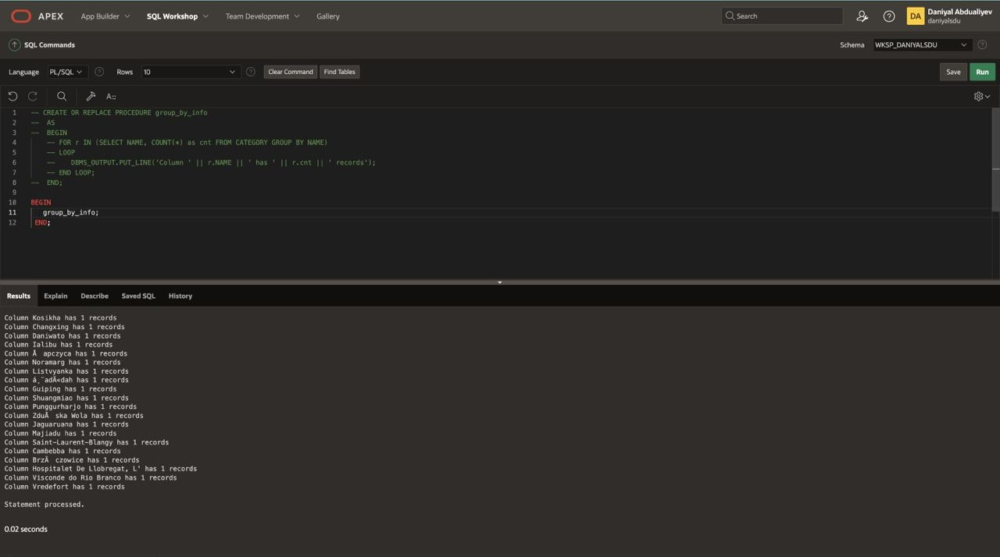 APEX App Builder SQL Workshop Team Development Gallery Search Daniyal Abdualiyev
DA daniyalsdu
SQL Commands Schema WKSP_DANIYALSDU
Language PL/SQL Rows 10 Clear Command Find Tables Save Run
A
1 -- CREATE OR REPLACE PROCEDURE group_by_info
2 -- AS
3 -- BEGIN
4 -- FOR r IN (SELECT NAME, COUNT(*) as cnt FROM CATEGORY GROUP BY NAME)
5 -- LOOP
6 -- DBMS_OUTPUT.PUT_LINE('Column ' || r.NAME || ' has ' || r.cnt || ' records');
7 -- END LOOP;
8 -- END;
9
10 BEGIN
11 group_by_info;
12 END;
Results Explain Describe Saved SQL History
Column Kosikha has 1 records
Column Changxing has 1 records
Column Daniwato has 1 records
Column Ialibu has 1 records
Column Å apczyca has 1 records
Column Noramarg has 1 records
Column Listvyanka has 1 records
Column á¸¨adÄ«dah has 1 records
Column Guiping has 1 records
Column Shuangmiao has 1 records
Column Punggurharjo has 1 records
Column ZduÅ ska Wola has 1 records
Column Jaguaruana has 1 records
Column Majiadu has 1 records
Column Saint-Laurent-Blangy has 1 records
Column Cambebba has 1 records
Column BrzÄ czowice has 1 records
Column Hospitalet De Llobregat, L' has 1 records
Column Visconde do Rio Branco has 1 records
Column Vredefort has 1 records
Statement processed.
0.02 seconds